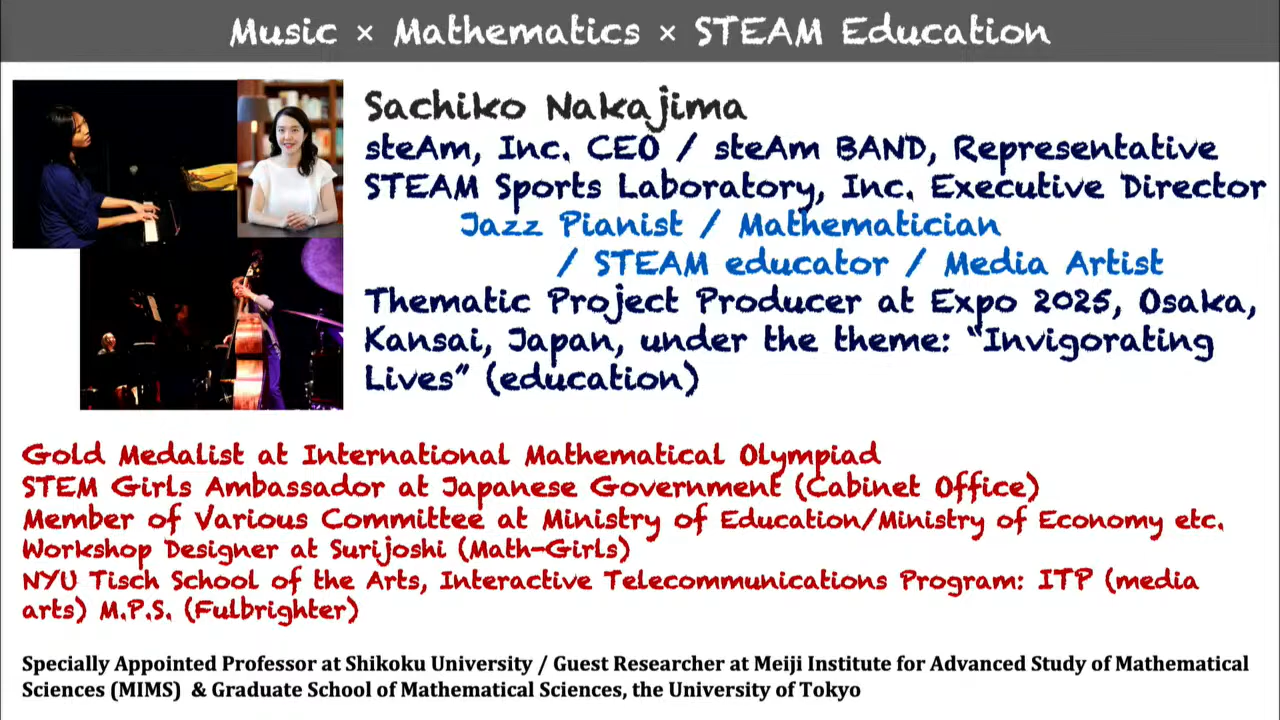 Music × Mathematics × STEAM Education
Sachiko Nakajima
steAm, Inc. CEO / steAm BAND, Representative
STEAM Sports Laboratory, Inc. Executive Director
Jazz Pianist / Mathematician
/ STEAM educator / Media Artist
Thematic Project Producer at Expo 2025, Osaka,
Kansai, Japan, under the theme: “Invigorating
Lives” (education)
Gold Medalist at International Mathematical Olympiad
STEM Girls Ambassador at Japanese Government (Cabinet Office)
Member of Various Committee at Ministry of Education/Ministry of Economy etc.
Workshop Designer at Surijoshi (Math-Girls)
NYU Tisch School of the Arts, Interactive Telecommunications Program: ITP (media
arts) M.P.S. (Fulbrighter)
Specially Appointed Professor at Shikoku University / Guest Researcher at Meiji Institute for Advanced Study of Mathematical
Sciences (MIMS) & Graduate School of Mathematical Sciences, the University of Tokyo